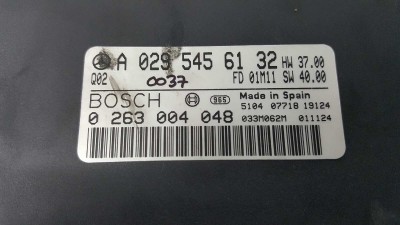 A 029 545 61 32 HW 37.00
Q02 0037 FD 01M11 SW 40.00
BOSCH 965 Made in Spain
5104 07718 19124
0 263 004 048 033M062M 011124